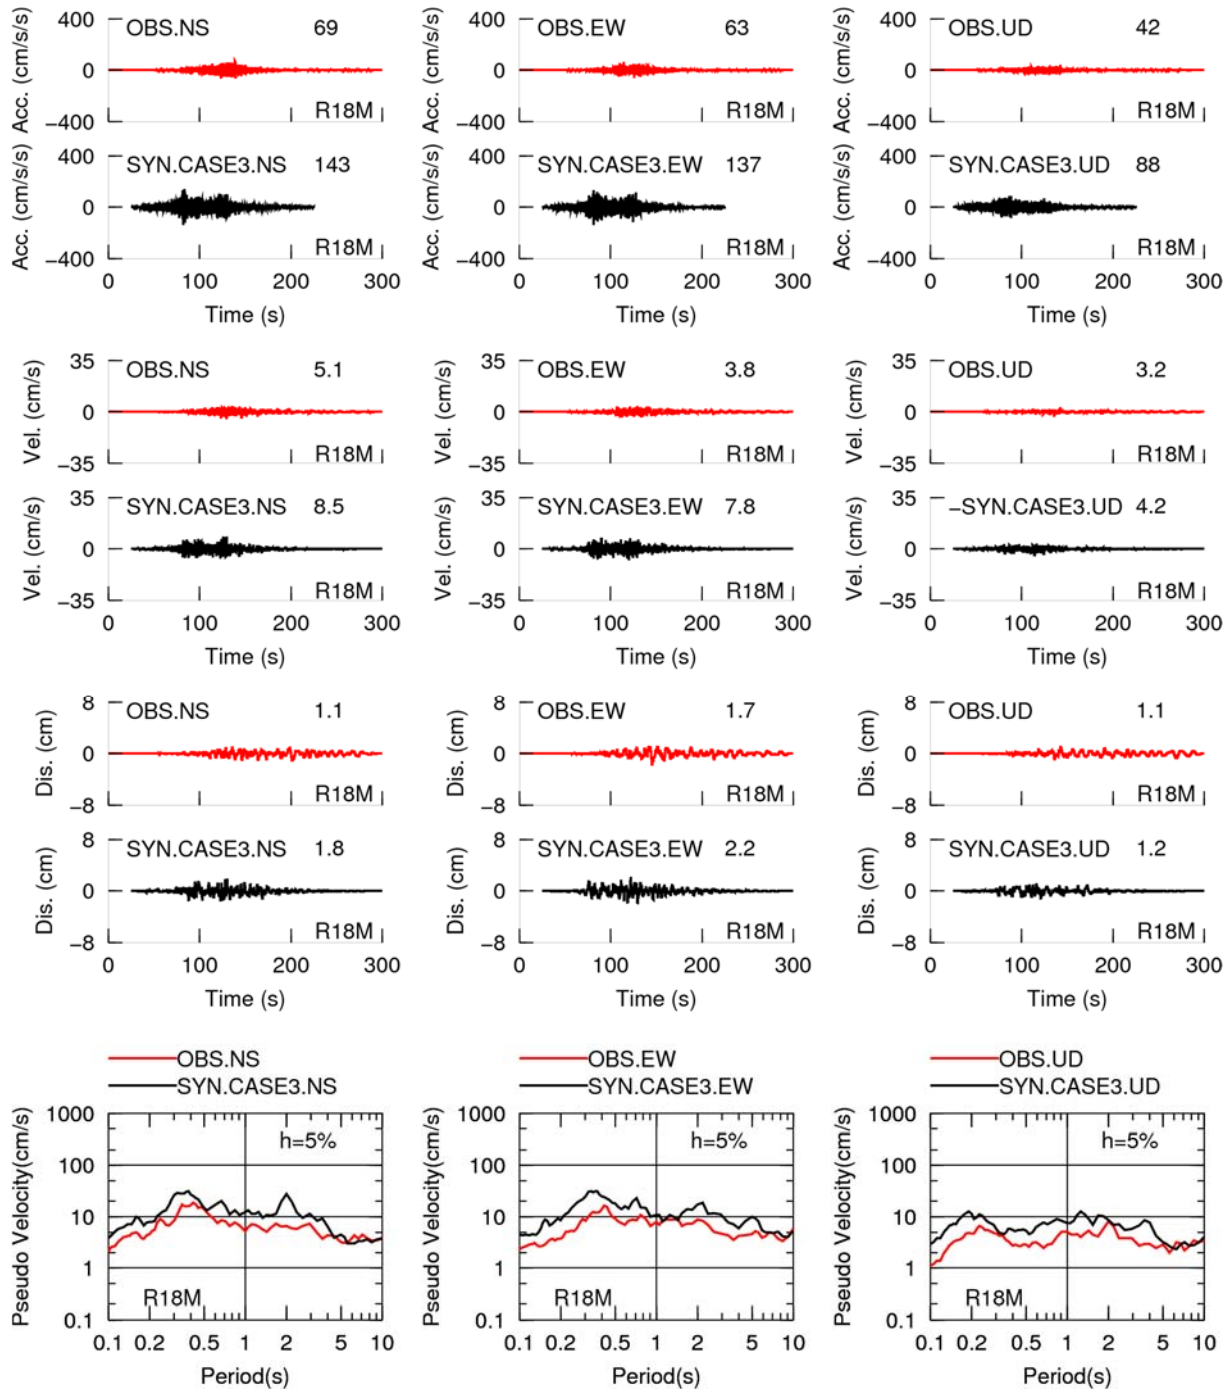 400 OBS.NS 69
Acc. (cm/s/s)
0
−400 R18M
400 OBS.EW 63
Acc. (cm/s/s)
0
−400 R18M
400 OBS.UD 42
Acc. (cm/s/s)
0
−400 R18M
400 SYN.CASE3.NS 143
Acc. (cm/s/s)
0
−400 R18M
0 100 200 300
Time (s)
400 SYN.CASE3.EW 137
Acc. (cm/s/s)
0
−400 R18M
0 100 200 300
Time (s)
400 SYN.CASE3.UD 88
Acc. (cm/s/s)
0
−400 R18M
0 100 200 300
Time (s)
35 OBS.NS 5.1
Vel. (cm/s)
0
−35 R18M
35 OBS.EW 3.8
Vel. (cm/s)
0
−35 R18M
35 OBS.UD 3.2
Vel. (cm/s)
0
−35 R18M
35 SYN.CASE3.NS 8.5
Vel. (cm/s)
0
−35 R18M
0 100 200 300
Time (s)
35 SYN.CASE3.EW 7.8
Vel. (cm/s)
0
−35 R18M
0 100 200 300
Time (s)
35 −SYN.CASE3.UD 4.2
Vel. (cm/s)
0
−35 R18M
0 100 200 300
Time (s)
8 OBS.NS 1.1
Dis. (cm)
0
−8 R18M
8 OBS.EW 1.7
Dis. (cm)
0
−8 R18M
8 OBS.UD 1.1
Dis. (cm)
0
−8 R18M
8 SYN.CASE3.NS 1.8
Dis. (cm)
0
−8 R18M
0 100 200 300
Time (s)
8 SYN.CASE3.EW 2.2
Dis. (cm)
0
−8 R18M
0 100 200 300
Time (s)
8 SYN.CASE3.UD 1.2
Dis. (cm)
0
−8 R18M
0 100 200 300
Time (s)
OBS.NS
SYN.CASE3.NS
Pseudo Velocity(cm/s)
1000
h=5%
100
10
1
R18M
0.1
0.1 0.2 0.5 1 2 5 10
Period(s)
OBS.EW
SYN.CASE3.EW
Pseudo Velocity(cm/s)
1000
h=5%
100
10
1
R18M
0.1
0.1 0.2 0.5 1 2 5 10
Period(s)
OBS.UD
SYN.CASE3.UD
Pseudo Velocity(cm/s)
1000
h=5%
100
10
1
R18M
0.1
0.1 0.2 0.5 1 2 5 10
Period(s)